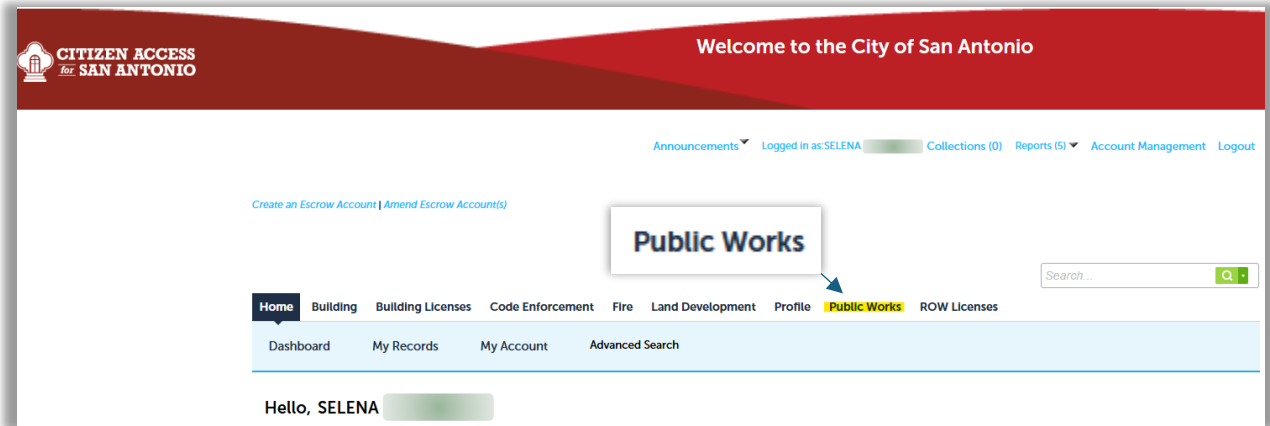 CITIZEN ACCESS
for SAN ANTONIO
Welcome to the City of San Antonio
Announcements Logged in as:SELENA Collections (0) Reports (5) Account Management Logout
Create an Escrow Account | Amend Escrow Account(s)
Public Works
Search...
Home Building Building Licenses Code Enforcement Fire Land Development Profile Public Works ROW Licenses
Dashboard My Records My Account Advanced Search
Hello, SELENA